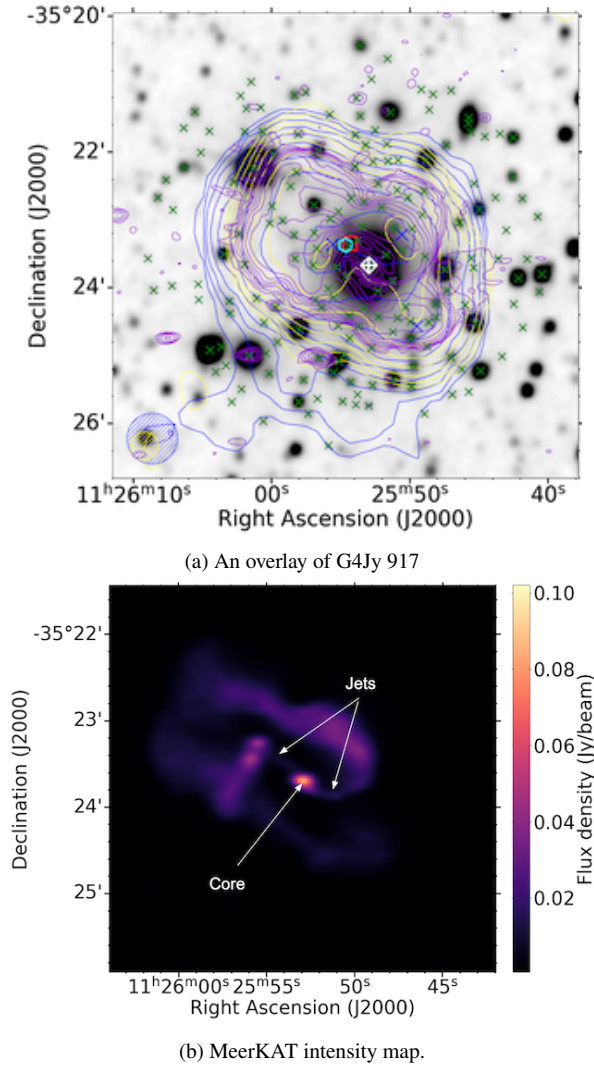 -35°20'
22'
24'
26'
Declination (J2000)
11ʰ26ᵐ10ˢ 00ˢ 25ᵐ50ˢ 40ˢ
Right Ascension (J2000)
(a) An overlay of G4Jy 917
-35°22'
23'
24'
25'
Declination (J2000)
Jets
Core
0.10
0.08
0.06
0.04
0.02
Flux density (Jy/beam)
11ʰ26ᵐ00ˢ 25ᵐ55ˢ 50ˢ 45ˢ
Right Ascension (J2000)
(b) MeerKAT intensity map.